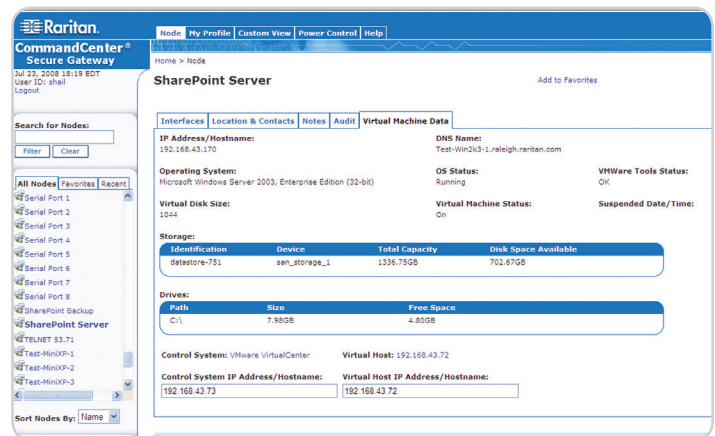 Raritan.
CommandCenter®
Secure Gateway
Jul 23, 2008 18:19 EDT
User ID: shail
Logout
Search for Nodes:
Filter Clear
All Nodes Favorites Recent
Serial Port 1
Serial Port 2
Serial Port 3
Serial Port 4
Serial Port 5
Serial Port 6
Serial Port 7
Serial Port 8
SharePoint Backup
SharePoint Server
TELNET 53.71
Test-MiniXP-1
Test-MiniXP-2
Test-MiniXP-3
Sort Nodes By: Name
Node My Profile Custom View Power Control Help
Home > Node
SharePoint Server
Add to Favorites
Interfaces Location & Contacts Notes Audit Virtual Machine Data
IP Address/Hostname: DNS Name:
192.168.43.170 Test-Win2k3-1.raleigh.raritan.com
Operating System: OS Status: VMWare Tools Status:
Microsoft Windows Server 2003, Enterprise Edition (32-bit) Running OK
Virtual Disk Size: Virtual Machine Status: Suspended Date/Time:
1044 On
Storage:
Identification Device Total Capacity Disk Space Available
datastore-751 san_storage_1 1336.75GB 702.67GB
Drives:
Path Size Free Space
C:\ 7.98GB 4.80GB
Control System: VMware VirtualCenter Virtual Host: 192.168.43.72
Control System IP Address/Hostname: Virtual Host IP Address/Hostname:
192.168.43.73 192.168.43.72